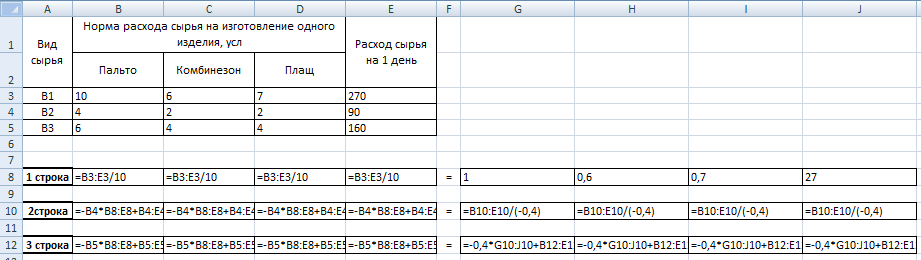 A B C D E F G H I J
1 Вид сырья Норма расхода сырья на изготовление одного изделия, усл Расход сырья на 1 день
2 Пальто Комбинезон Плащ
3 В1 10 6 7 270
4 В2 4 2 2 90
5 В3 6 4 4 160
6
7
8 1 строка =B3:E3/10 =B3:E3/10 =B3:E3/10 =B3:E3/10 = 1 0,6 0,7 27
9
10 2строка =-B4*B8:E8+B4:E4 =-B4*B8:E8+B4:E4 =-B4*B8:E8+B4:E4 =-B4*B8:E8+B4:E4 = =B10:E10/(-0,4) =B10:E10/(-0,4) =B10:E10/(-0,4) =B10:E10/(-0,4)
11
12 3 строка =-B5*B8:E8+B5:E5 =-B5*B8:E8+B5:E5 =-B5*B8:E8+B5:E5 =-B5*B8:E8+B5:E5 = =-0,4*G10:J10+B12:E1 =-0,4*G10:J10+B12:E1 =-0,4*G10:J10+B12:E1 =-0,4*G10:J10+B12:E1